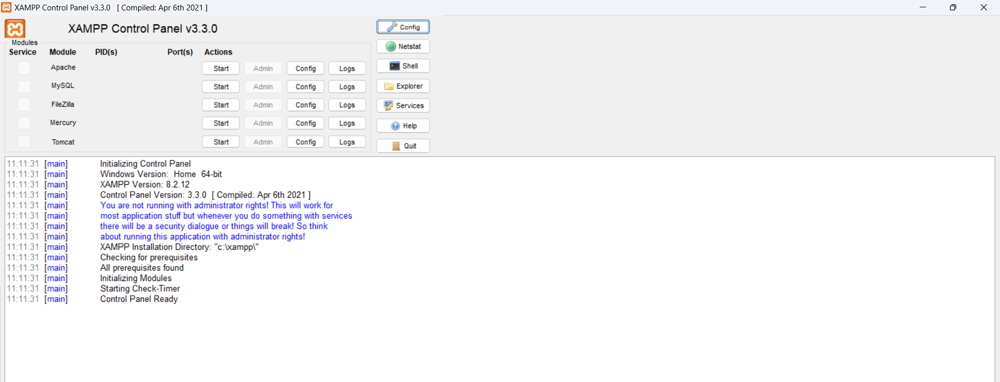 XAMPP Control Panel v3.3.0 [ Compiled: Apr 6th 2021 ]
XAMPP Control Panel v3.3.0
Config
Modules
Service Module PID(s) Port(s) Actions
Netstat
Apache Start Admin Config Logs
Shell
MySQL Start Admin Config Logs
Explorer
FileZilla Start Admin Config Logs
Services
Mercury Start Admin Config Logs
Help
Tomcat Start Admin Config Logs
Quit
11:11:31 [main] Initializing Control Panel
11:11:31 [main] Windows Version: Home 64-bit
11:11:31 [main] XAMPP Version: 8.2.12
11:11:31 [main] Control Panel Version: 3.3.0 [ Compiled: Apr 6th 2021 ]
11:11:31 [main] You are not running with administrator rights! This will work for
11:11:31 [main] most application stuff but whenever you do something with services
11:11:31 [main] there will be a security dialogue or things will break! So think
11:11:31 [main] about running this application with administrator rights!
11:11:31 [main] XAMPP Installation Directory: "c:\xampp\"
11:11:31 [main] Checking for prerequisites
11:11:31 [main] All prerequisites found
11:11:31 [main] Initializing Modules
11:11:31 [main] Starting Check-Timer
11:11:31 [main] Control Panel Ready